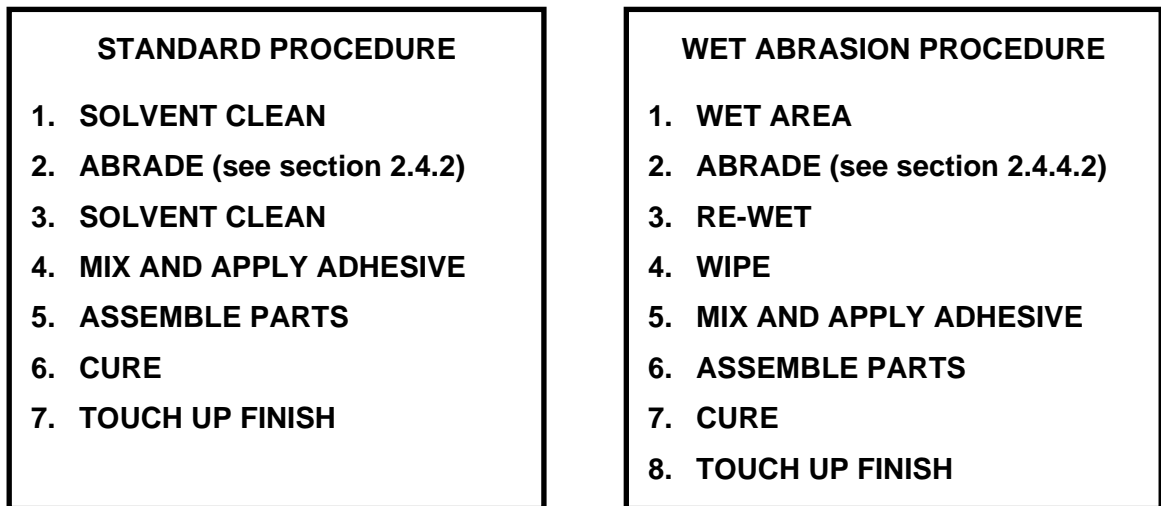 STANDARD PROCEDURE
1. SOLVENT CLEAN
2. ABRADE (see section 2.4.2)
3. SOLVENT CLEAN
4. MIX AND APPLY ADHESIVE
5. ASSEMBLE PARTS
6. CURE
7. TOUCH UP FINISH
WET ABRASION PROCEDURE
1. WET AREA
2. ABRADE (see section 2.4.4.2)
3. RE-WET
4. WIPE
5. MIX AND APPLY ADHESIVE
6. ASSEMBLE PARTS
7. CURE
8. TOUCH UP FINISH